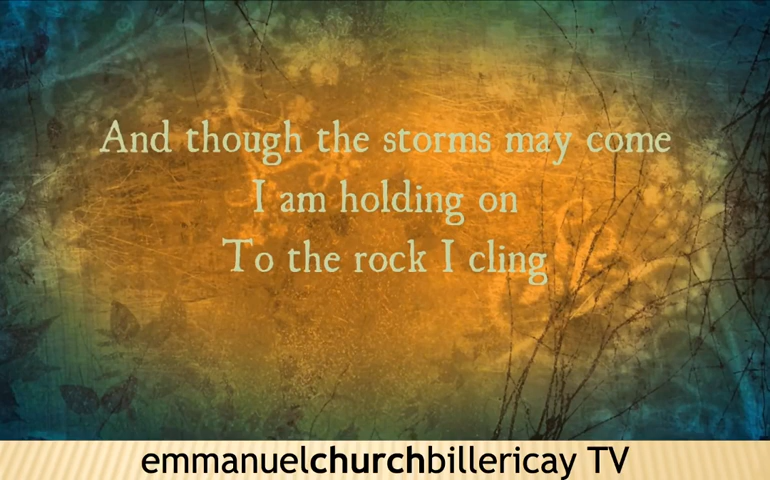 And though the storms may come
I am holding on
To the rock I cling
emmanuelchurchbillericay TV